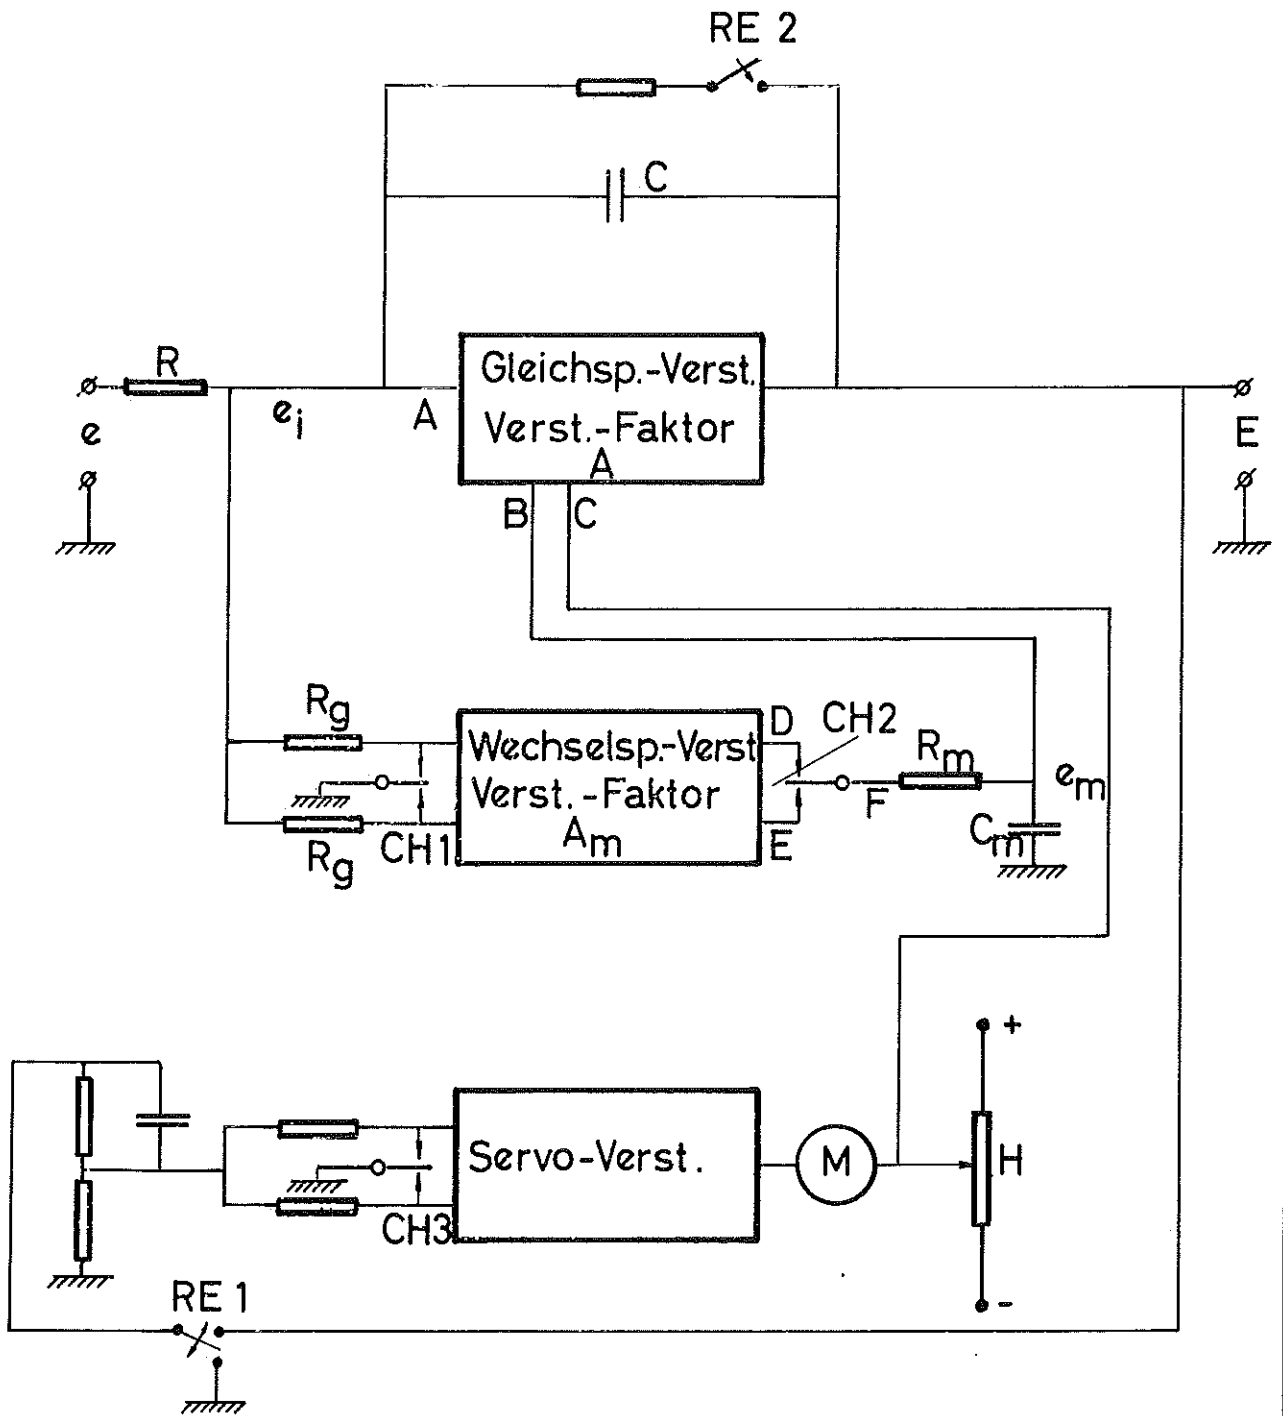 RE 2
C
R
e
ei
A
Gleichsp.-Verst.
Verst.-Faktor
A
E
B
C
Rg
Rg
CH1
Wechselsp.-Verst
Verst.-Faktor
Am
D
CH2
E
F
Rm
em
Cm
+
H
-
Servo-Verst.
M
CH3
RE 1